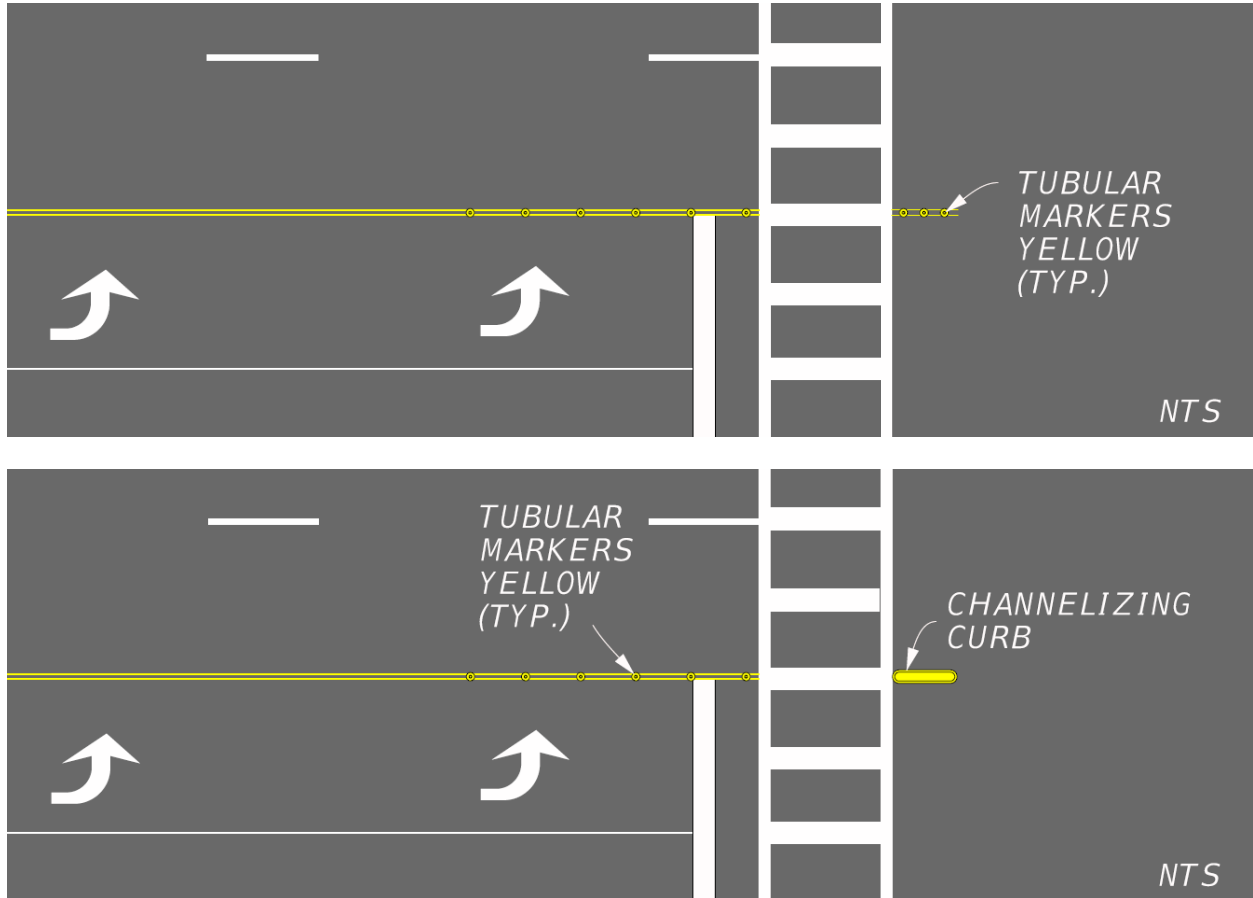 TUBULAR
MARKERS
YELLOW
(TYP.)
NTS
TUBULAR
MARKERS
YELLOW
(TYP.)
CHANNELIZING
CURB
NTS